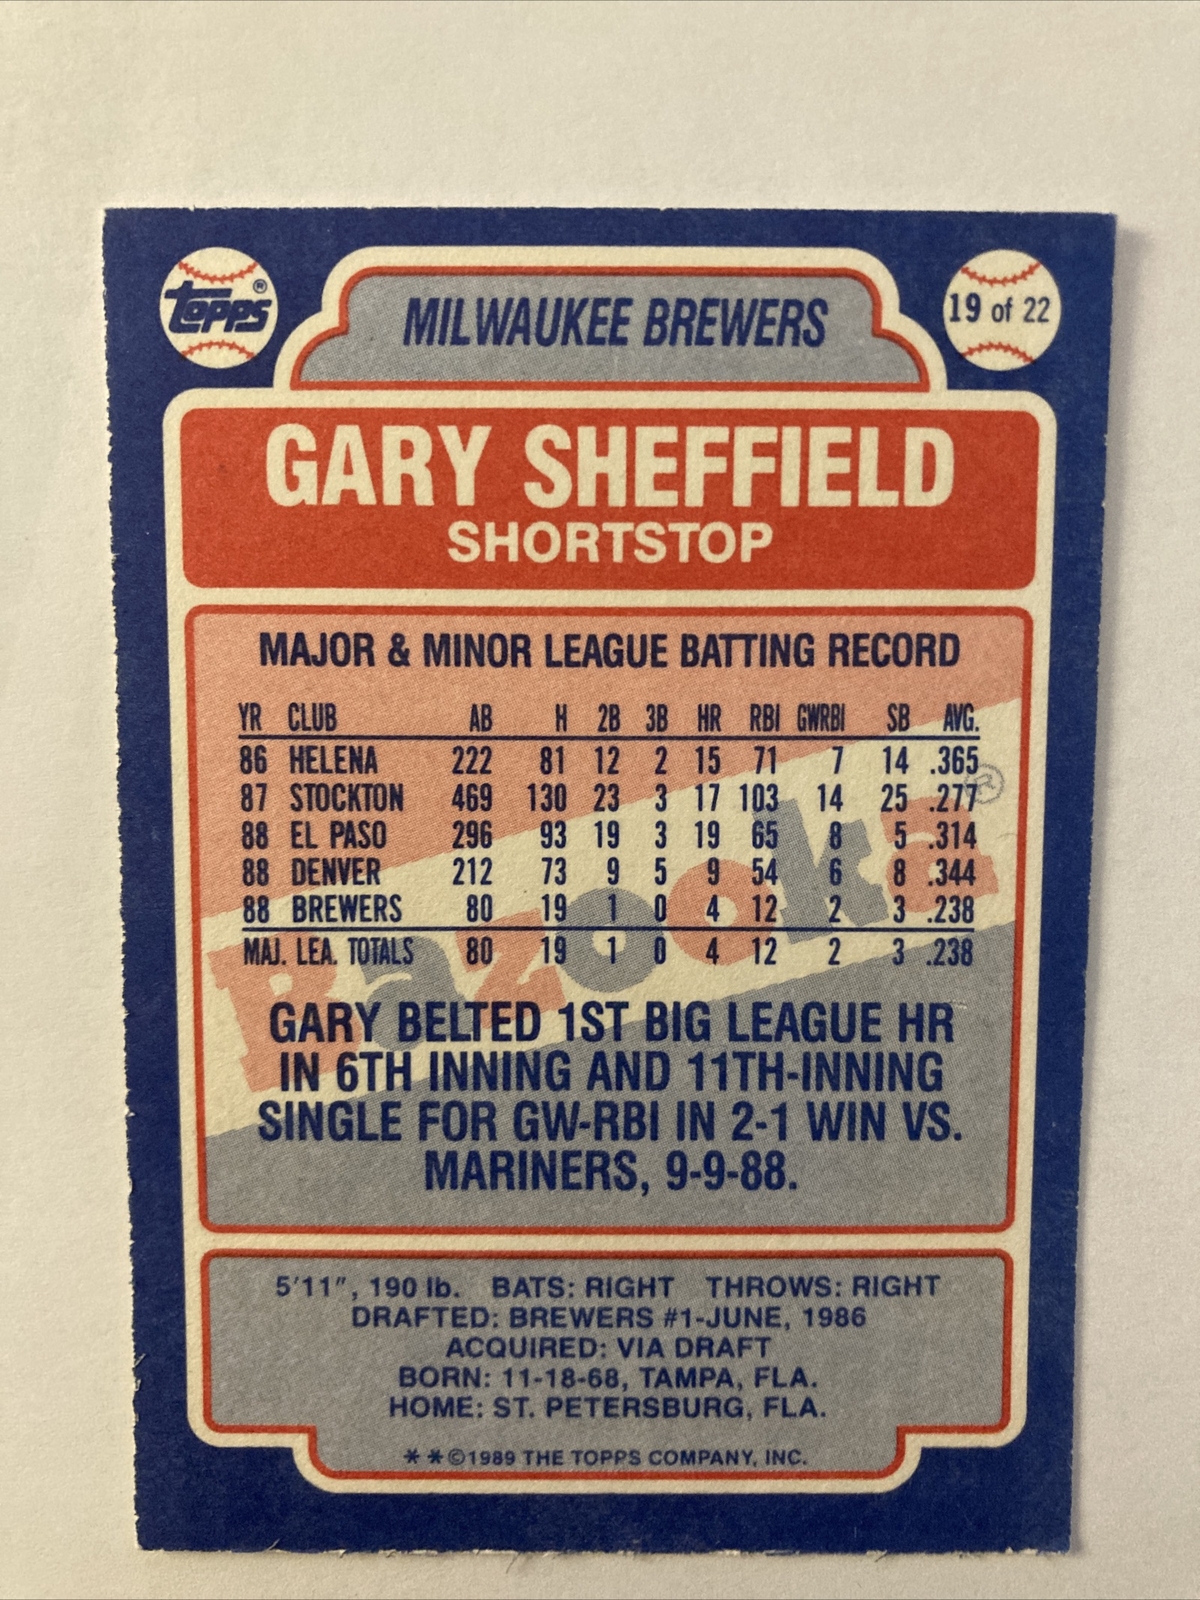 topps®
MILWAUKEE BREWERS
19 of 22
GARY SHEFFIELD
SHORTSTOP
MAJOR & MINOR LEAGUE BATTING RECORD
YR CLUB AB H 2B 3B HR RBI GWRBI SB AVG.
86 HELENA 222 81 12 2 15 71 7 14 .365
87 STOCKTON 469 130 23 3 17 103 14 25 .277
88 EL PASO 296 93 19 3 19 65 8 5 .314
88 DENVER 212 73 9 5 9 54 6 8 .344
88 BREWERS 80 19 1 0 4 12 2 3 .238
MAJ. LEA. TOTALS 80 19 1 0 4 12 2 3 .238
Bazooka®
GARY BELTED 1ST BIG LEAGUE HR
IN 6TH INNING AND 11TH-INNING
SINGLE FOR GW-RBI IN 2-1 WIN VS.
MARINERS, 9-9-88.
5'11", 190 lb. BATS: RIGHT THROWS: RIGHT
DRAFTED: BREWERS #1-JUNE, 1986
ACQUIRED: VIA DRAFT
BORN: 11-18-68, TAMPA, FLA.
HOME: ST. PETERSBURG, FLA.
**©1989 THE TOPPS COMPANY, INC.